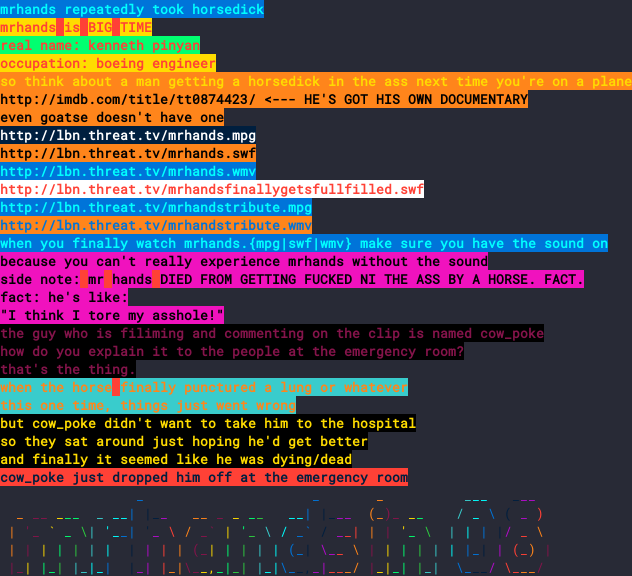 mrhands repeatedly took horsedick
mrhands is BIG TIME
real name: kenneth pinyan
occupation: boeing engineer
so think about a man getting a horsedick in the ass next time you're on a plane
http://imdb.com/title/tt0874423/ <--- HE'S GOT HIS OWN DOCUMENTARY
even goatse doesn't have one
http://lbn.threat.tv/mrhands.mpg
http://lbn.threat.tv/mrhands.swf
http://lbn.threat.tv/mrhands.wmv
http://lbn.threat.tv/mrhandsfinallygetsfullfilled.swf
http://lbn.threat.tv/mrhandstribute.mpg
http://lbn.threat.tv/mrhandstribute.wmv
when you finally watch mrhands.{mpg|swf|wmv} make sure you have the sound on
because you can't really experience mrhands without the sound
side note: mr hands DIED FROM GETTING FUCKED NI THE ASS BY A HORSE. FACT.
fact: he's like:
"I think I tore my asshole!"
the guy who is filiming and commenting on the clip is named cow_poke
how do you explain it to the people at the emergency room?
that's the thing.
when the horse finally punctured a lung or whatever
this one time, things just went wrong
but cow_poke didn't want to take him to the hospital
so they sat around just hoping he'd get better
and finally it seemed like he was dying/dead
cow_poke just dropped him off at the emergency room
mrhands in 08